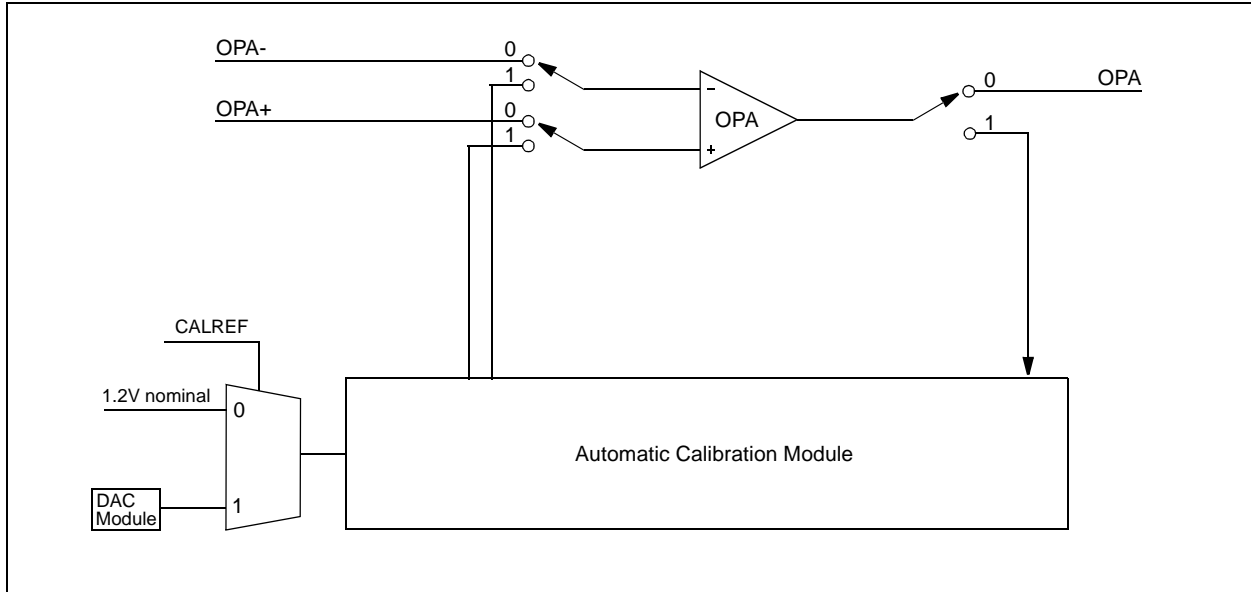 OPA-
0
1
OPA+
0
1
-
OPA
+
0
OPA
1
CALREF
1.2V nominal
0
DAC
Module
1
Automatic Calibration Module